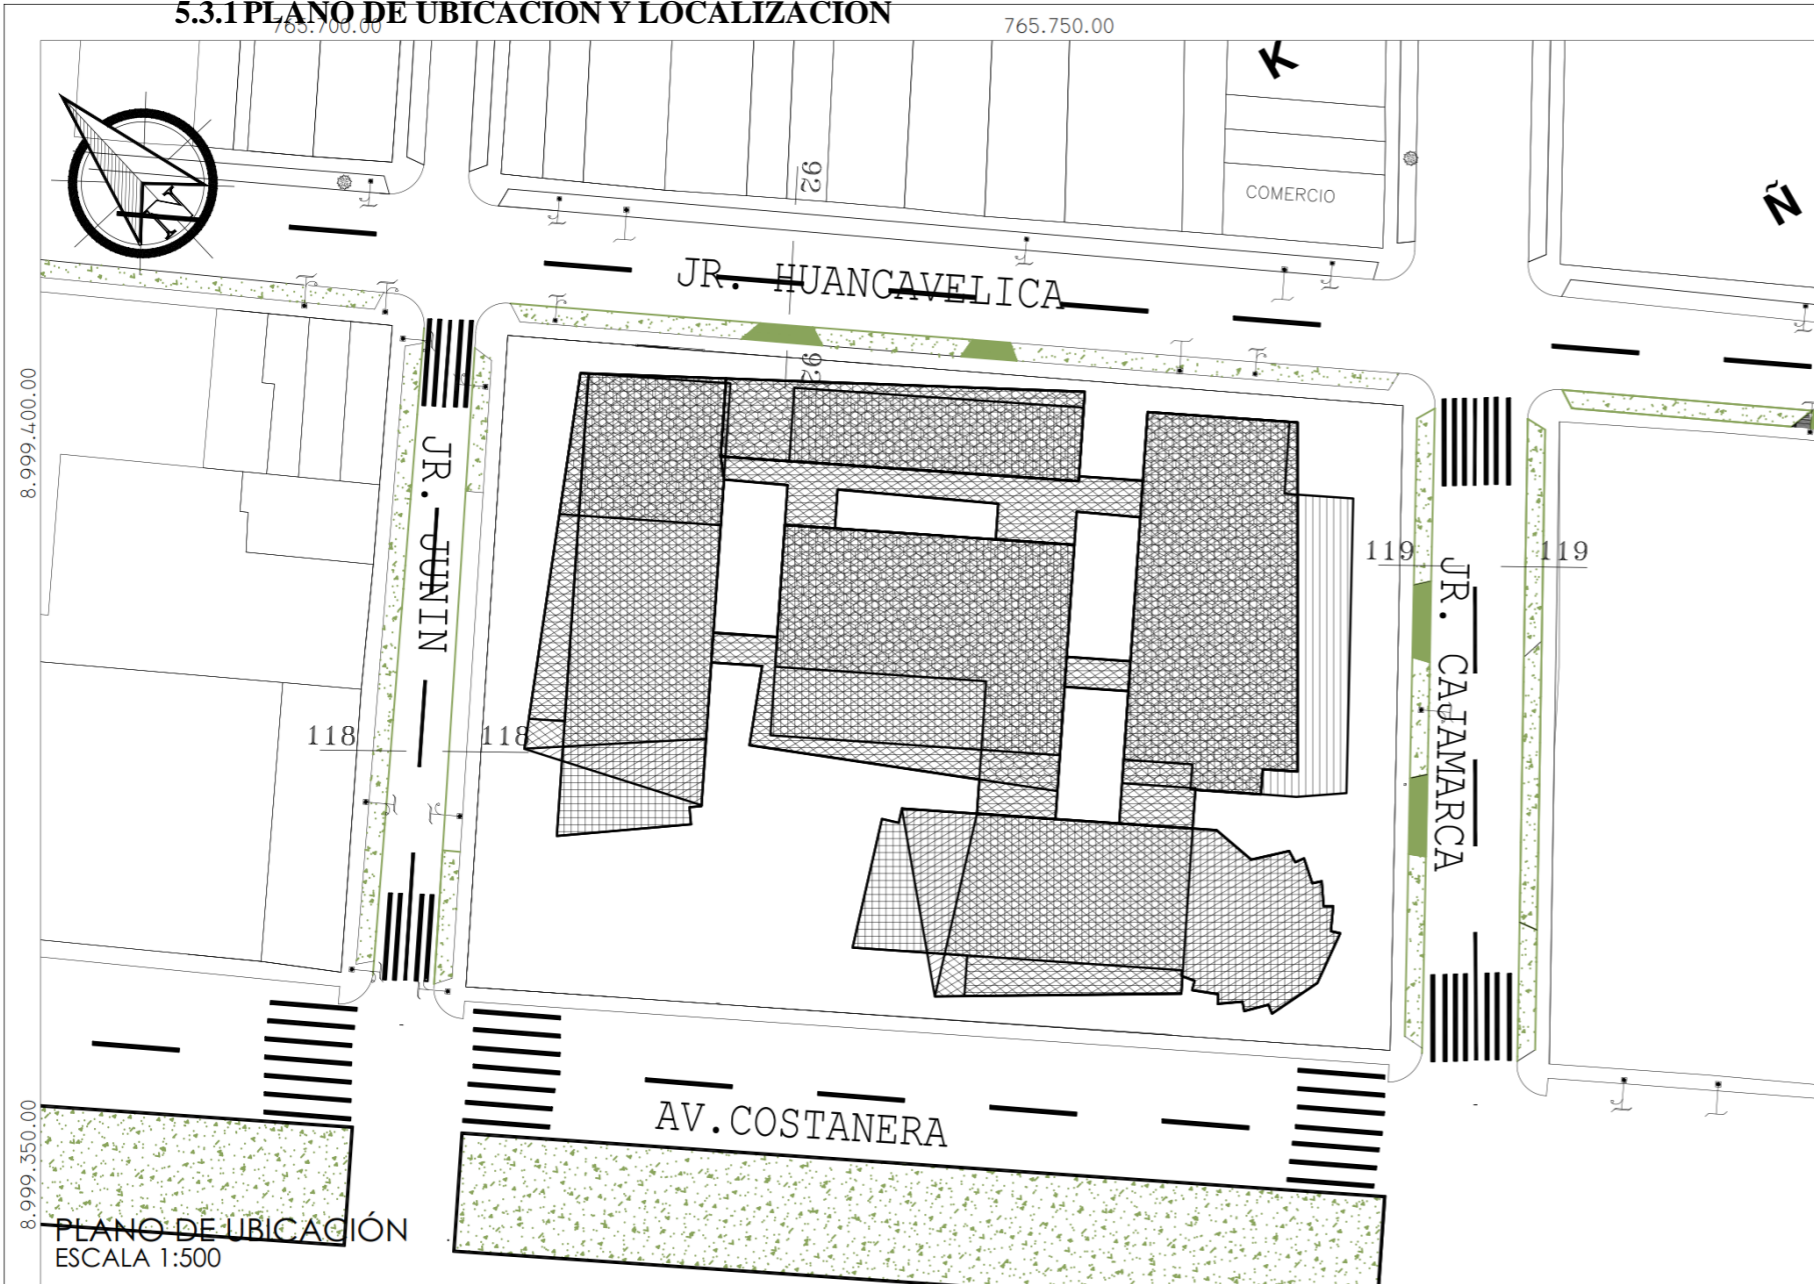 5.3.1 PLANO DE UBICACIÓN Y LOCALIZACIÓN
765.700.00
765.750.00
K
COMERCIO
Ñ
92
JR. HUANCAVELICA
92
8.999.400.00
JR. JUNIN
119
119
JR. CAJAMARCA
118
118
AV.COSTANERA
8.999.350.00
PLANO DE UBICACIÓN
ESCALA 1:500